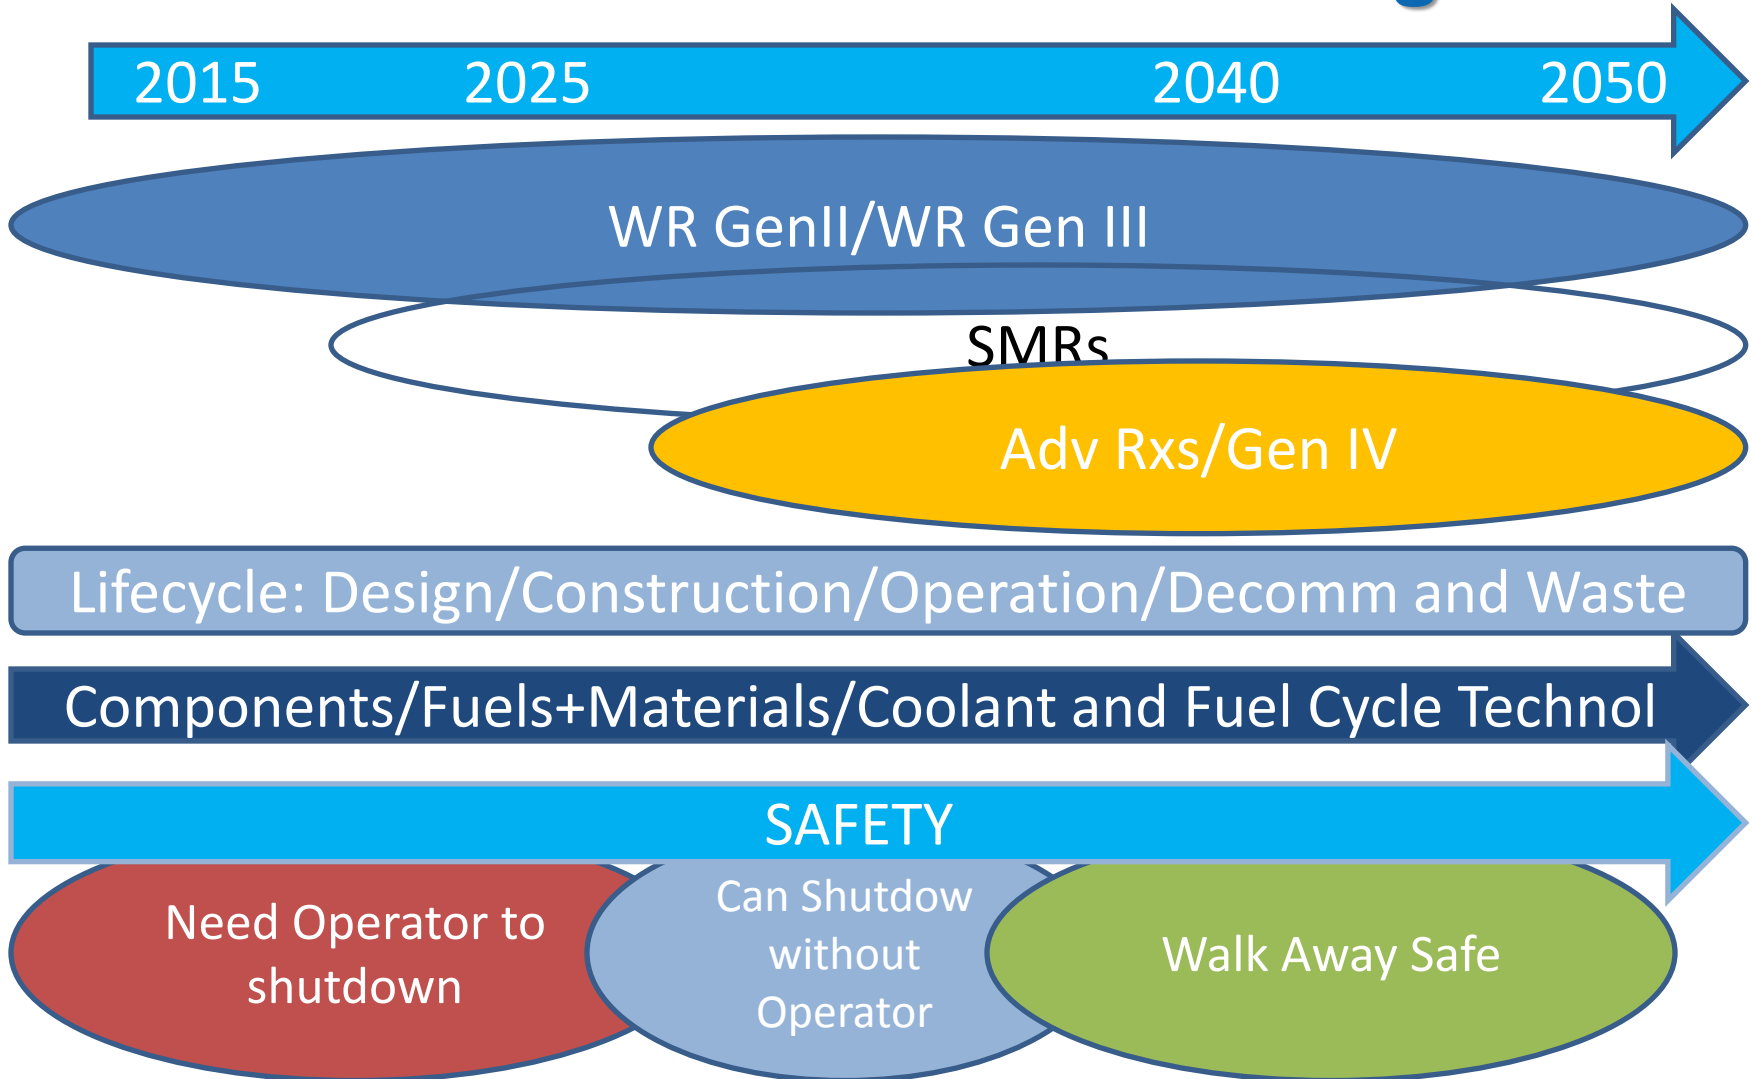 2015 2025 2040 2050
WR GenII/WR Gen III
SMRs
Adv Rxs/Gen IV
Lifecycle: Design/Construction/Operation/Decomm and Waste
Components/Fuels+Materials/Coolant and Fuel Cycle Technol
SAFETY
Need Operator to
shutdown
Can Shutdow
without
Operator
Walk Away Safe